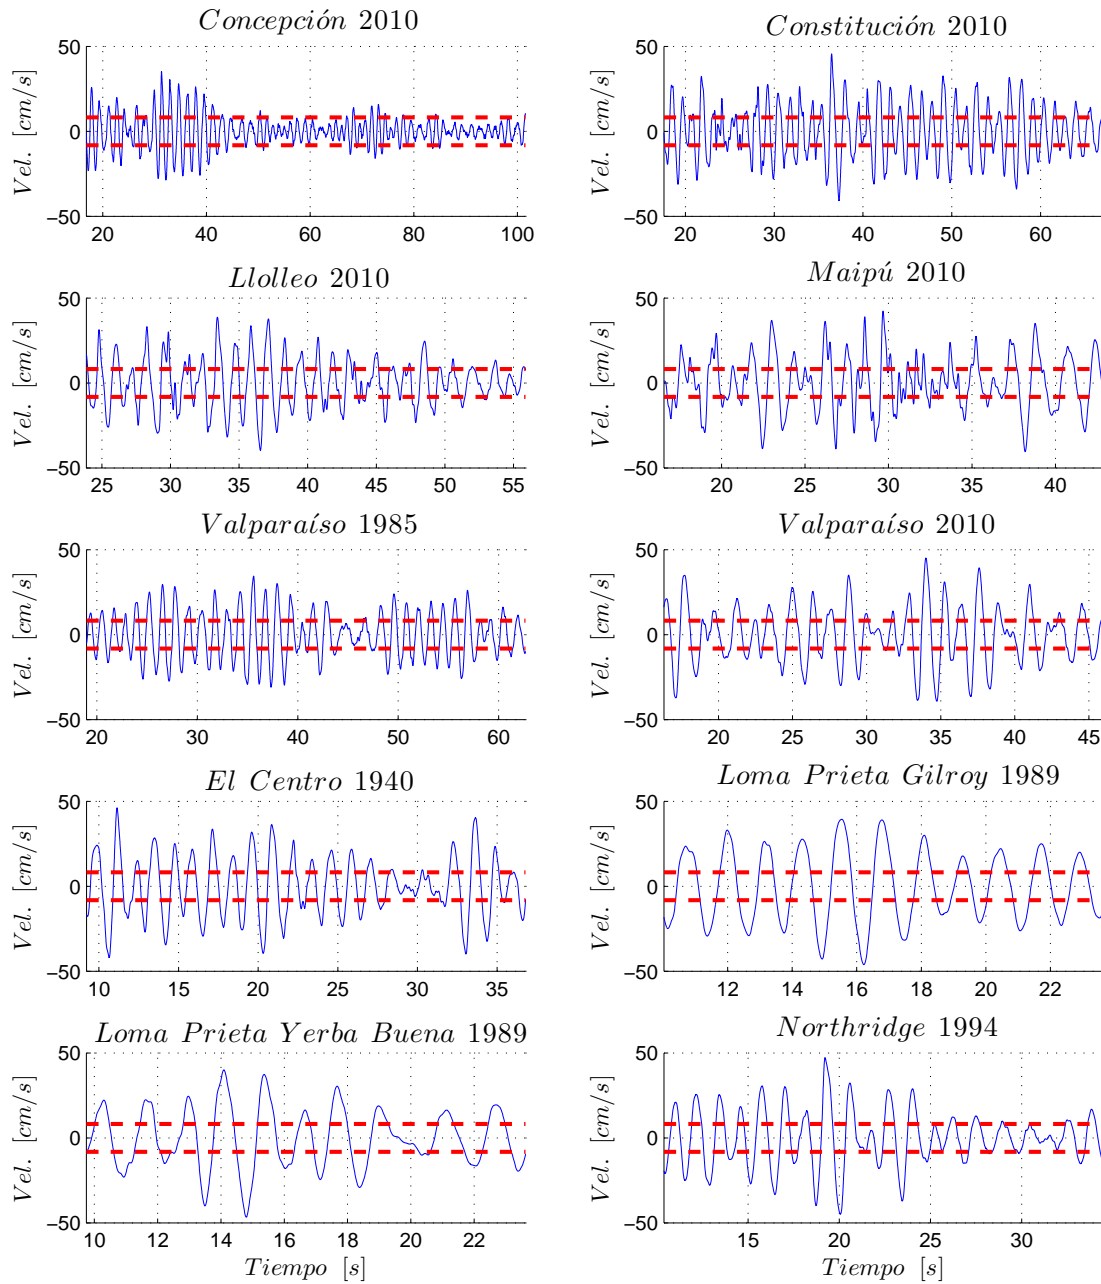 Concepción 2010
Constitución 2010
50
0
−50
Vel. [cm/s]
20 40 60 80 100
50
0
−50
Vel. [cm/s]
20 30 40 50 60
Llolleo 2010
Maipú 2010
50
0
−50
Vel. [cm/s]
25 30 35 40 45 50 55
50
0
−50
Vel. [cm/s]
20 25 30 35 40
Valparaíso 1985
Valparaíso 2010
50
0
−50
Vel. [cm/s]
20 30 40 50 60
50
0
−50
Vel. [cm/s]
20 25 30 35 40 45
El Centro 1940
Loma Prieta Gilroy 1989
50
0
−50
Vel. [cm/s]
10 15 20 25 30 35
50
0
−50
Vel. [cm/s]
12 14 16 18 20 22
Loma Prieta Yerba Buena 1989
Northridge 1994
50
0
−50
Vel. [cm/s]
10 12 14 16 18 20 22
Tiempo [s]
50
0
−50
Vel. [cm/s]
15 20 25 30
Tiempo [s]